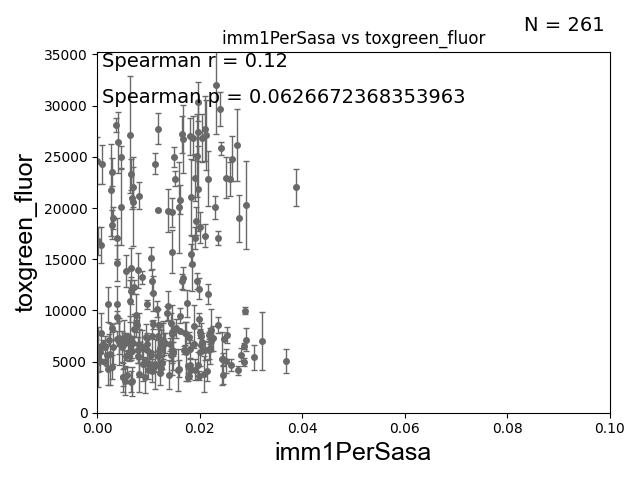 N = 261
imm1PerSasa vs toxgreen_fluor
Spearman r = 0.12
Spearman p = 0.0626672368353963
toxgreen_fluor
35000
30000
25000
20000
15000
10000
5000
0
0.00 0.02 0.04 0.06 0.08 0.10
imm1PerSasa